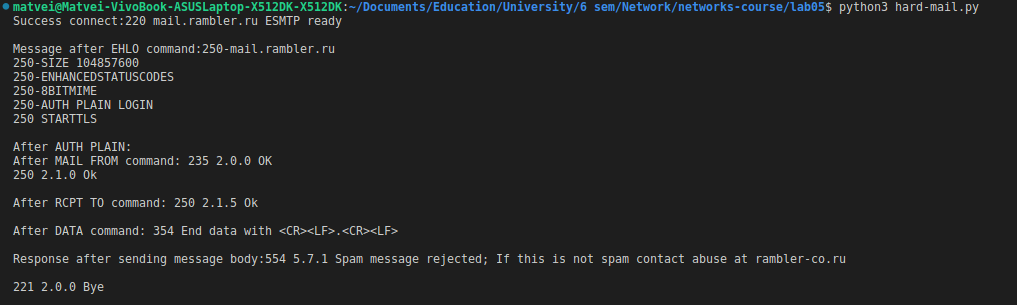 matvei@Matvei-VivoBook-ASUSLaptop-X512DK-X512DK:~/Documents/Education/University/6 sem/Network/networks-course/lab05$ python3 hard-mail.py
Success connect:220 mail.rambler.ru ESMTP ready
Message after EHLO command:250-mail.rambler.ru
250-SIZE 104857600
250-ENHANCEDSTATUSCODES
250-8BITMIME
250-AUTH PLAIN LOGIN
250 STARTTLS
After AUTH PLAIN:
After MAIL FROM command: 235 2.0.0 OK
250 2.1.0 Ok
After RCPT TO command: 250 2.1.5 Ok
After DATA command: 354 End data with <CR><LF>.<CR><LF>
Response after sending message body:554 5.7.1 Spam message rejected; If this is not spam contact abuse at rambler-co.ru
221 2.0.0 Bye